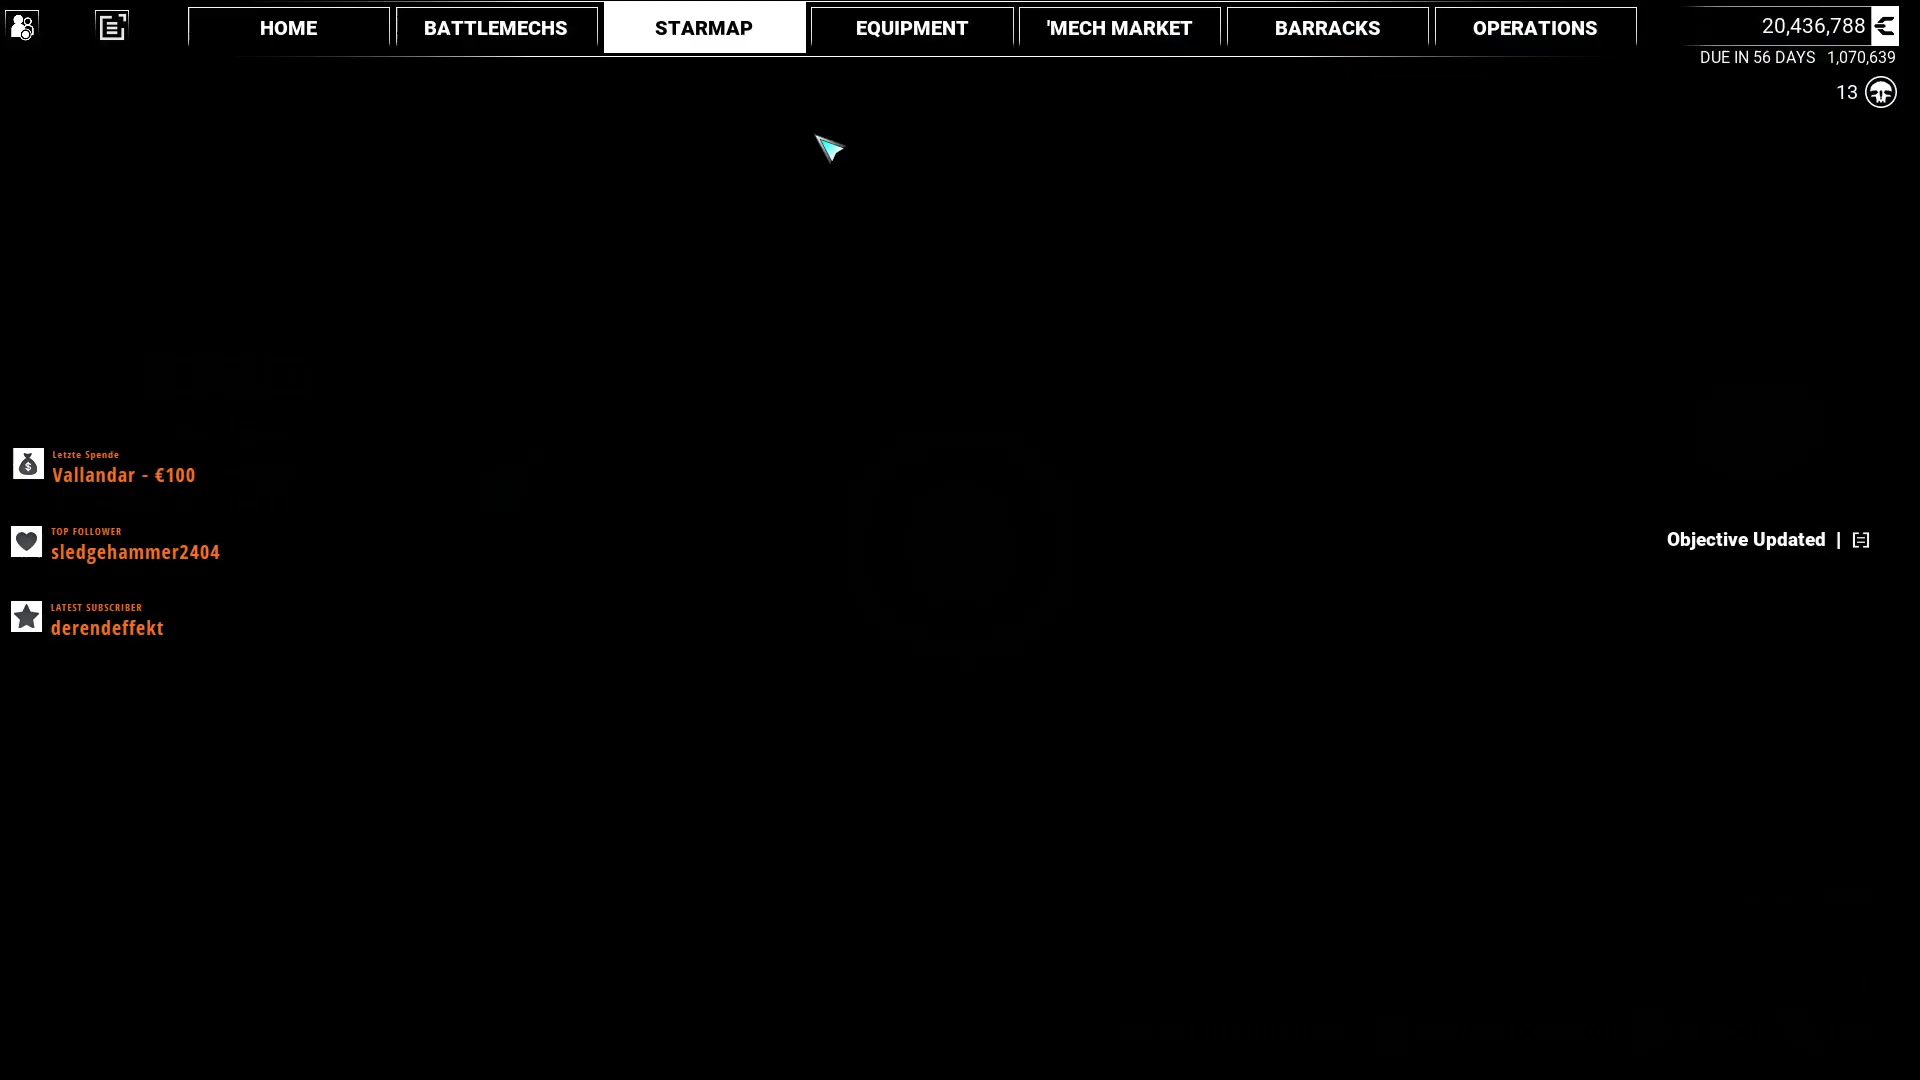 HOME
BATTLEMECHS
STARMAP
EQUIPMENT
'MECH MARKET
BARRACKS
OPERATIONS
20,436,788
DUE IN 56 DAYS 1,070,639
13
Letzte Spende
Vallandar - €100
TOP FOLLOWER
sledgehammer2404
Objective Updated |
LATEST SUBSCRIBER
derendeffekt